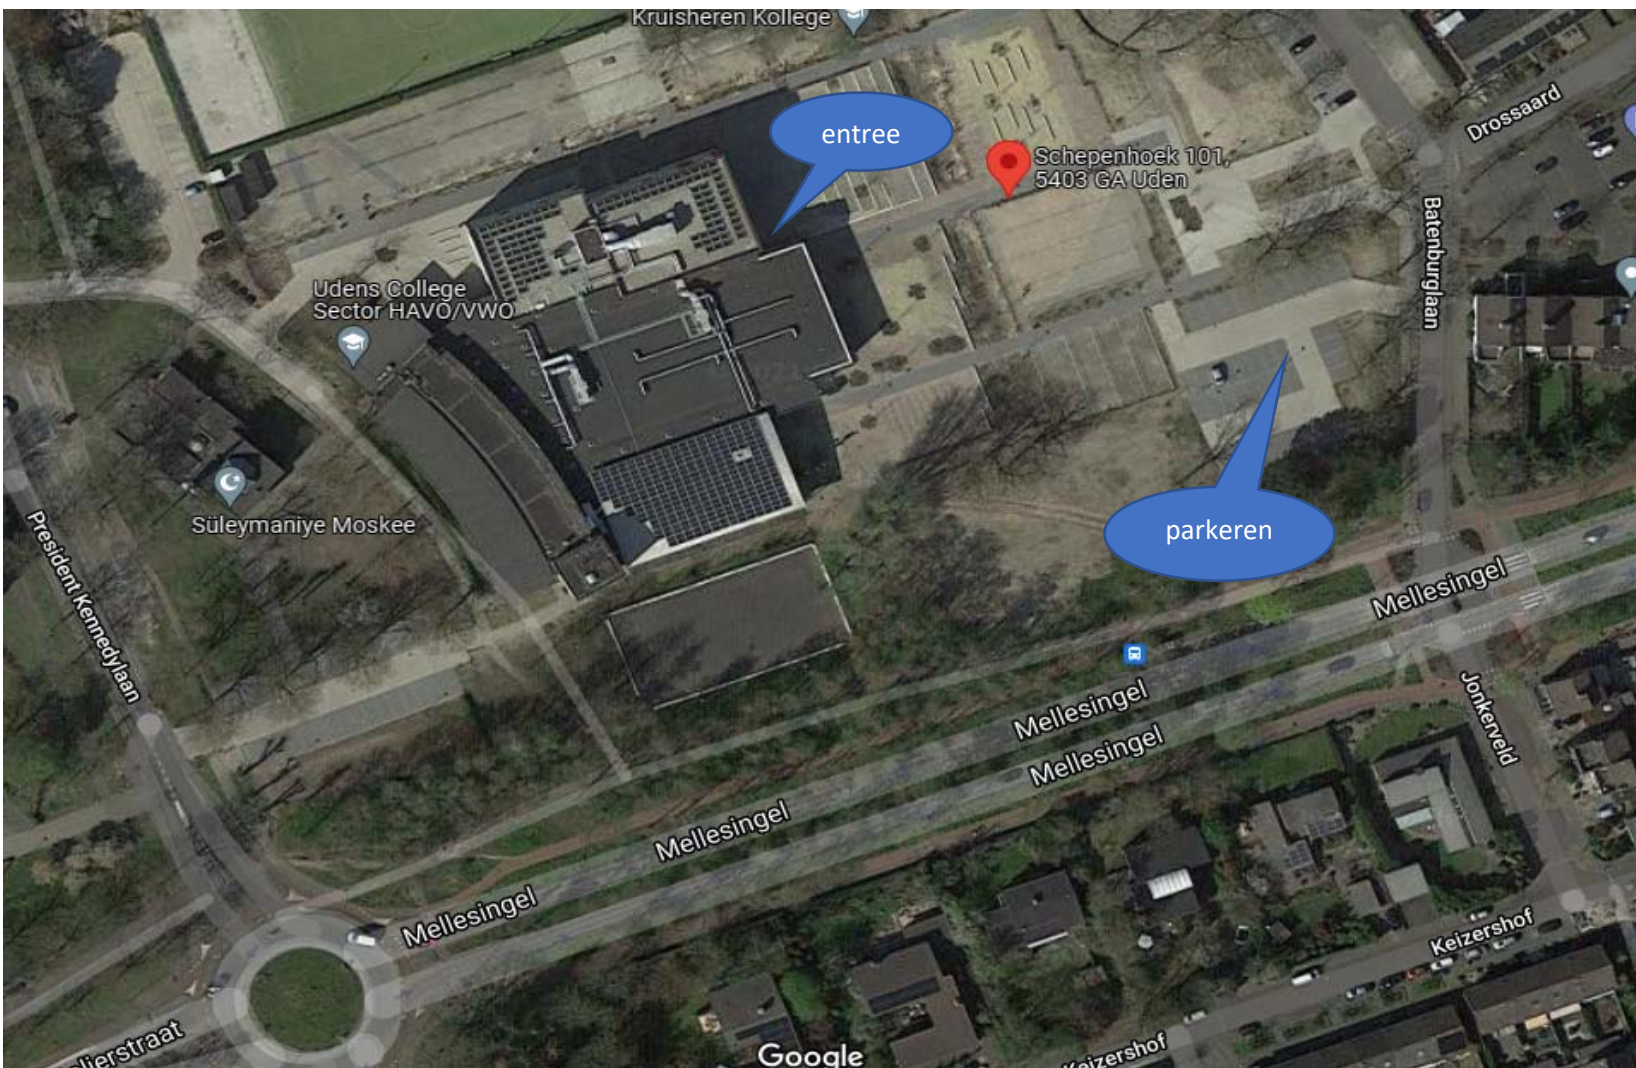 Kruisheren Kollege
entree
Schepenhoek 101,
5403 GA Uden
Drossaard
Batenburglaan
Udens College
Sector HAVO/VWO
Süleymaniye Moskee
parkeren
President Kennedylaan
Mellesingel
Mellesingel
Mellesingel
Jonkerveld
Mellesingel
Mellesingel
Keizershof
Keizershof
Google